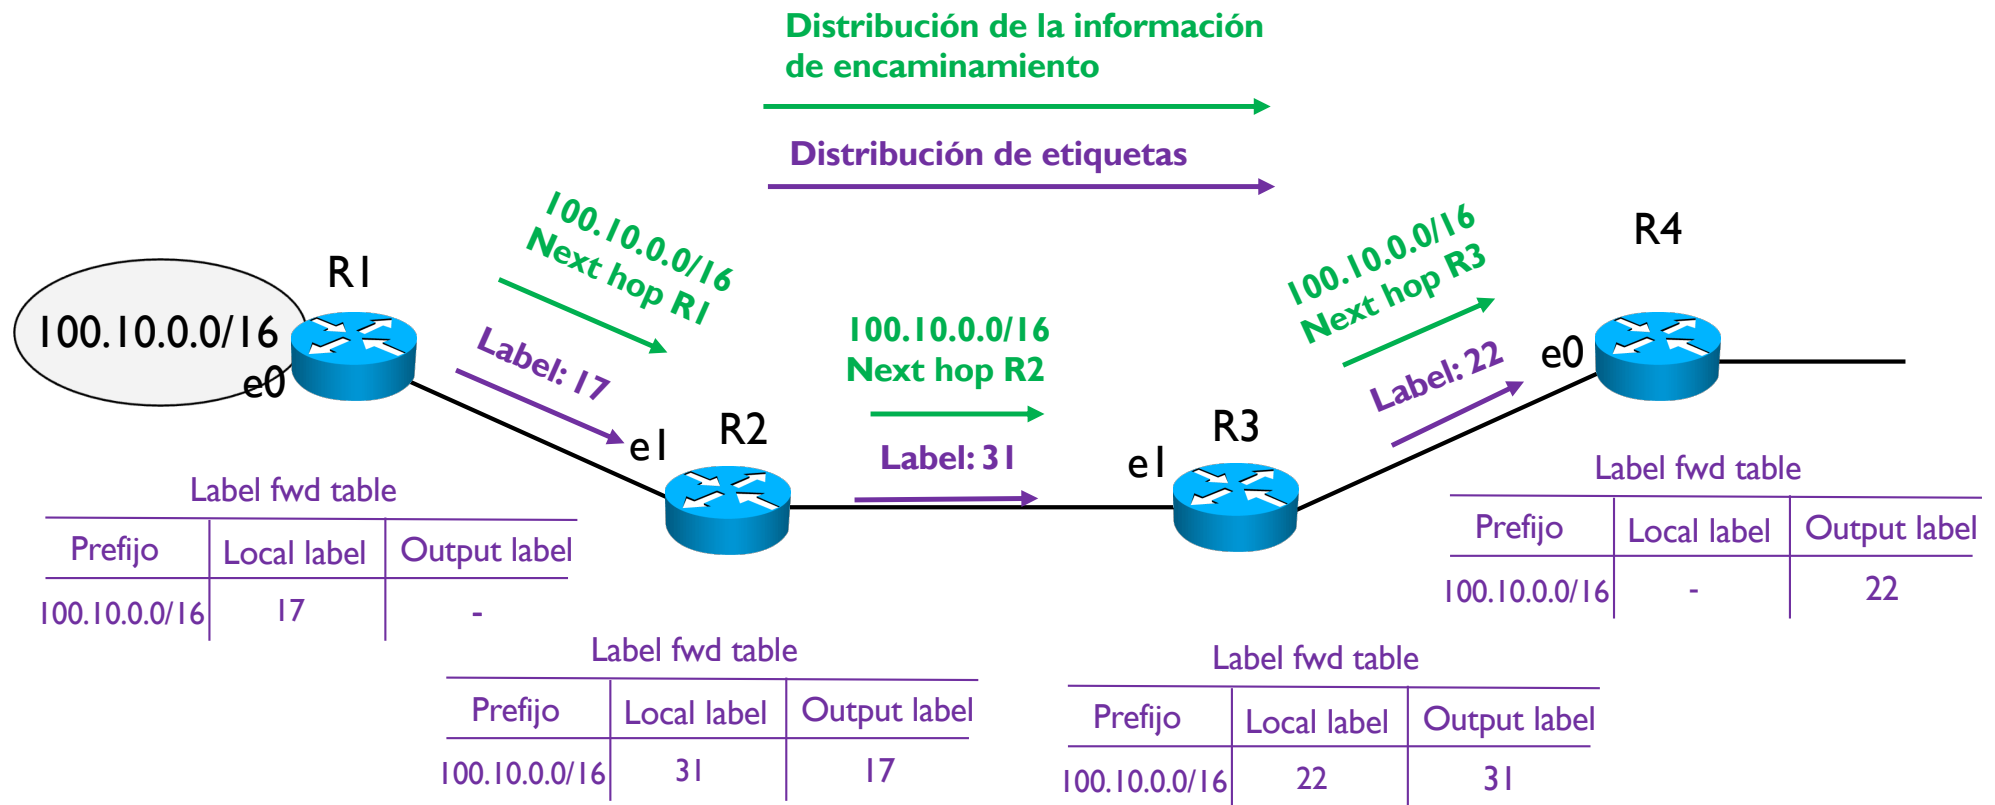 Distribución de la información
de encaminamiento
Distribución de etiquetas
100.10.0.0/16
Next hop R1
Label: 17
100.10.0.0/16
Next hop R2
Label: 31
100.10.0.0/16
Next hop R3
Label: 22
R1
R2
R3
R4
100.10.0.0/16
e0
e1
e1
e0
Label fwd table
Prefijo Local label Output label
100.10.0.0/16 17 -
Label fwd table
Prefijo Local label Output label
100.10.0.0/16 31 17
Label fwd table
Prefijo Local label Output label
100.10.0.0/16 22 31
Label fwd table
Prefijo Local label Output label
100.10.0.0/16 - 22